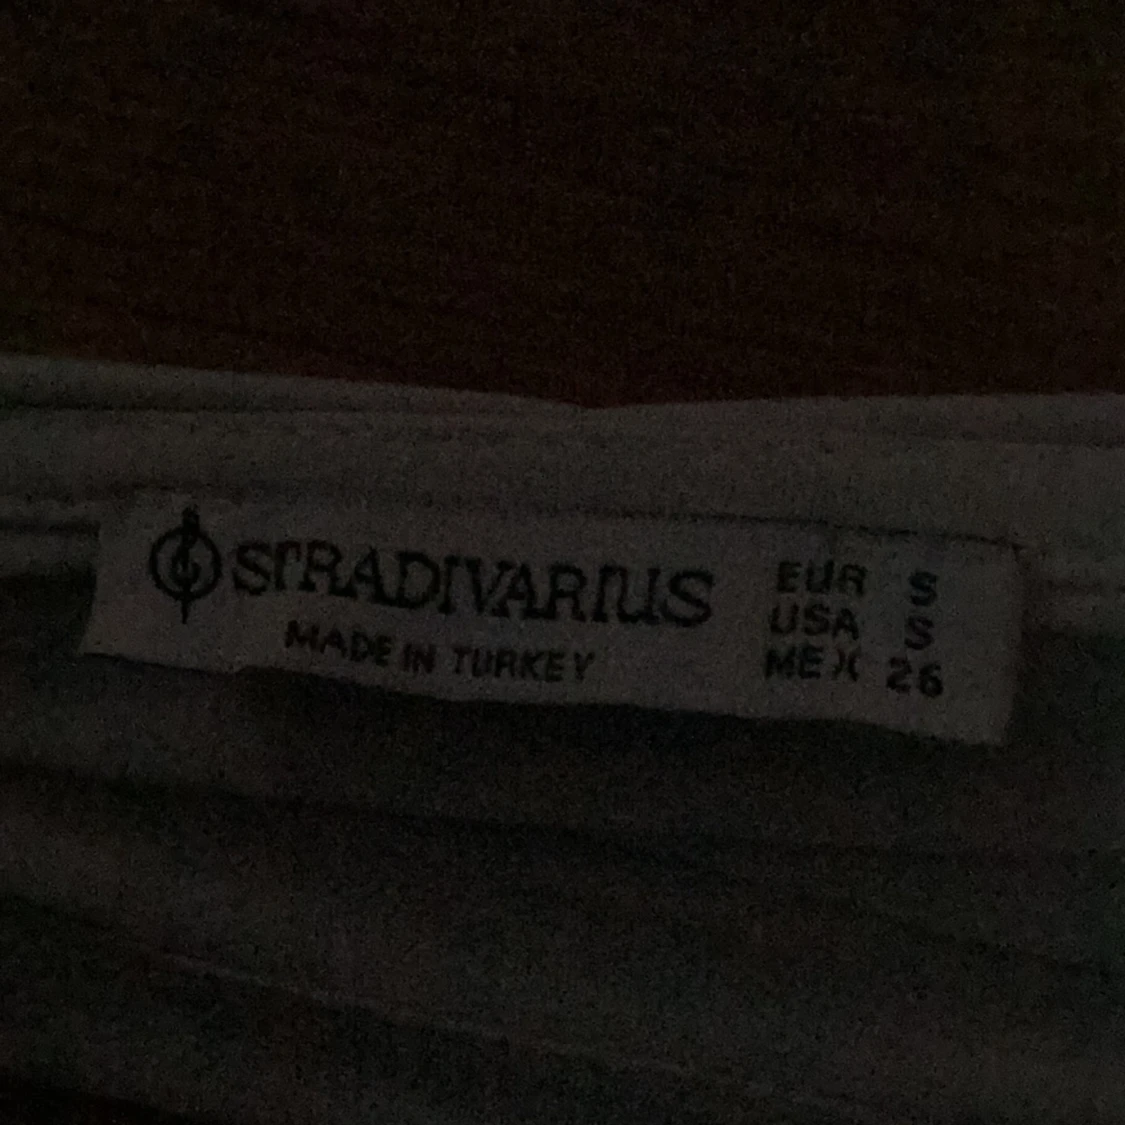 STRADIVARIUS
MADE IN TURKEY
EUR S
USA S
MEX 26